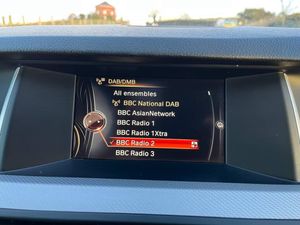 DAB/DMB
All ensembles
BBC National DAB
BBC AsianNetwork
BBC Radio 1
BBC Radio 1Xtra
BBC Radio 2
BBC Radio 3